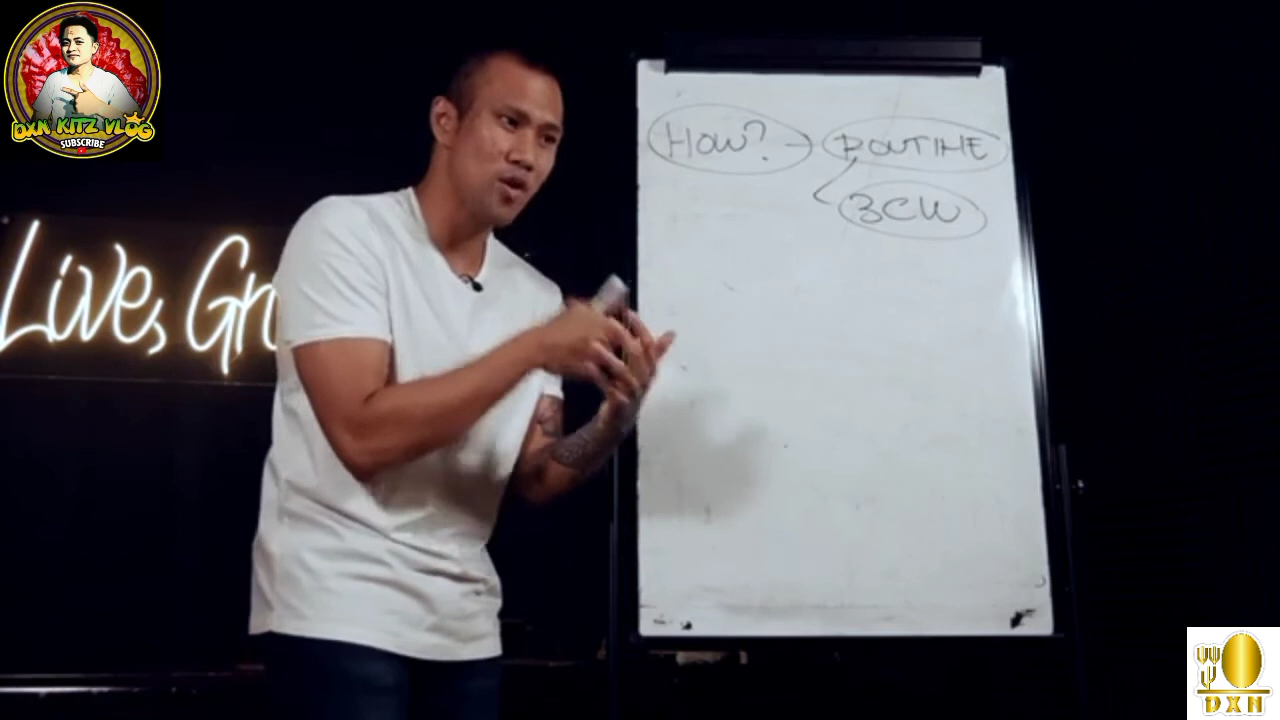 DXN KITZ VLOG
SUBSCRIBE
HOW? → ROUTINE
3CW
Live, Gr
DXN